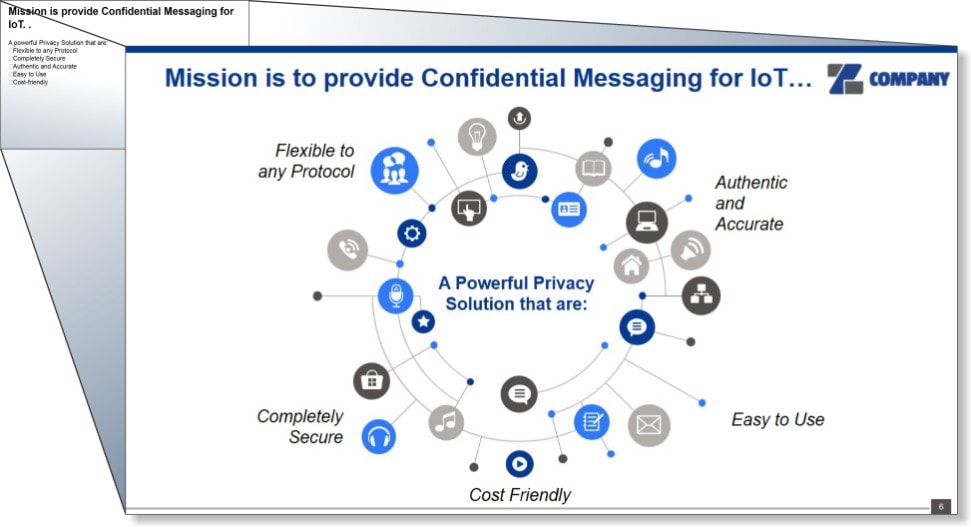 Mission is provide Confidential Messaging for
IoT. .
A powerful Privacy Solution that are:
Flexible to any Protocol
Completely Secure
Authentic and Accurate
Easy to Use
Cost-friendly
Mission is to provide Confidential Messaging for IoT…
COMPANY
Flexible to
any Protocol
Authentic
and
Accurate
A Powerful Privacy
Solution that are:
Completely
Secure
Easy to Use
Cost Friendly
6